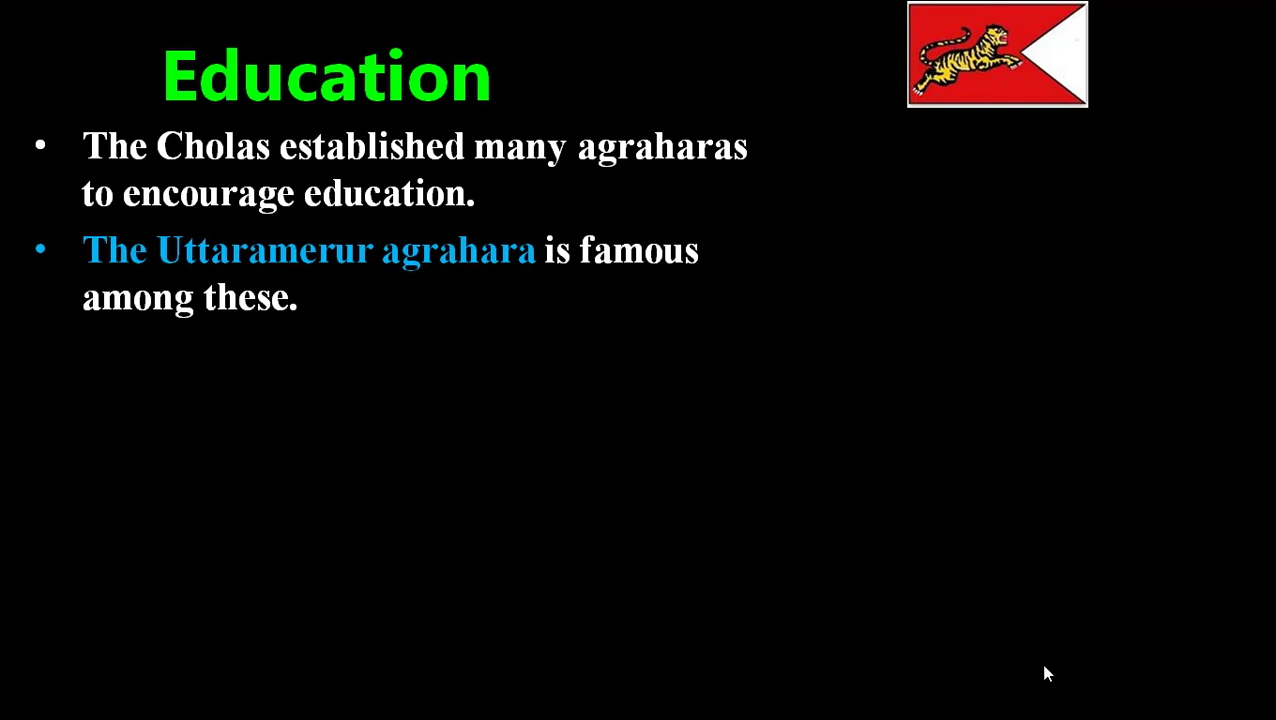 Education
• The Cholas established many agraharas
to encourage education.
• The Uttaramerur agrahara is famous
among these.